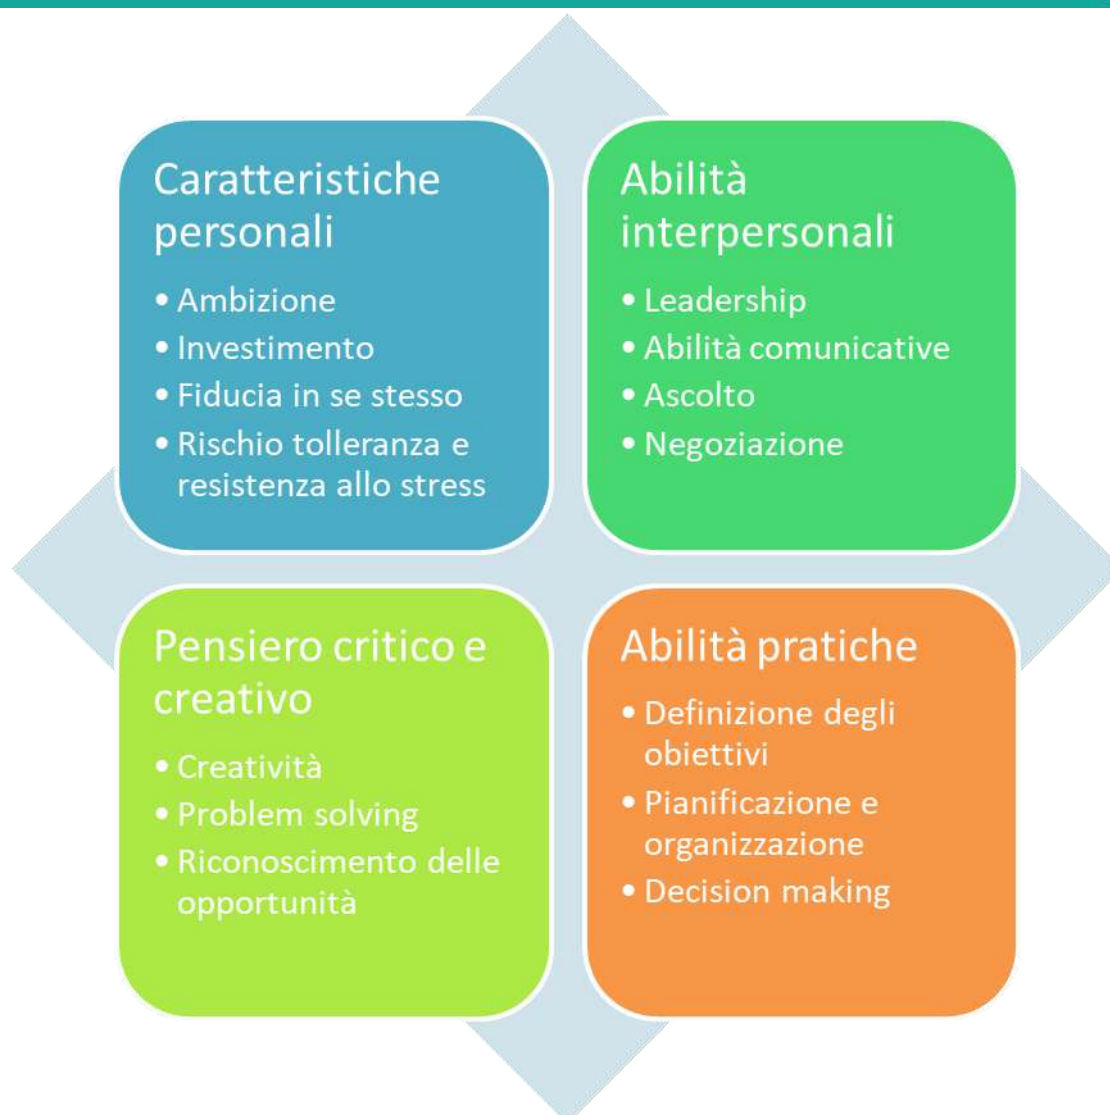 Caratteristiche
personali
• Ambizione
• Investimento
• Fiducia in se stesso
• Rischio tolleranza e
resistenza allo stress
Abilità
interpersonali
• Leadership
• Abilità comunicative
• Ascolto
• Negoziazione
Pensiero critico e
creativo
• Creatività
• Problem solving
• Riconoscimento delle
opportunità
Abilità pratiche
• Definizione degli
obiettivi
• Pianificazione e
organizzazione
• Decision making